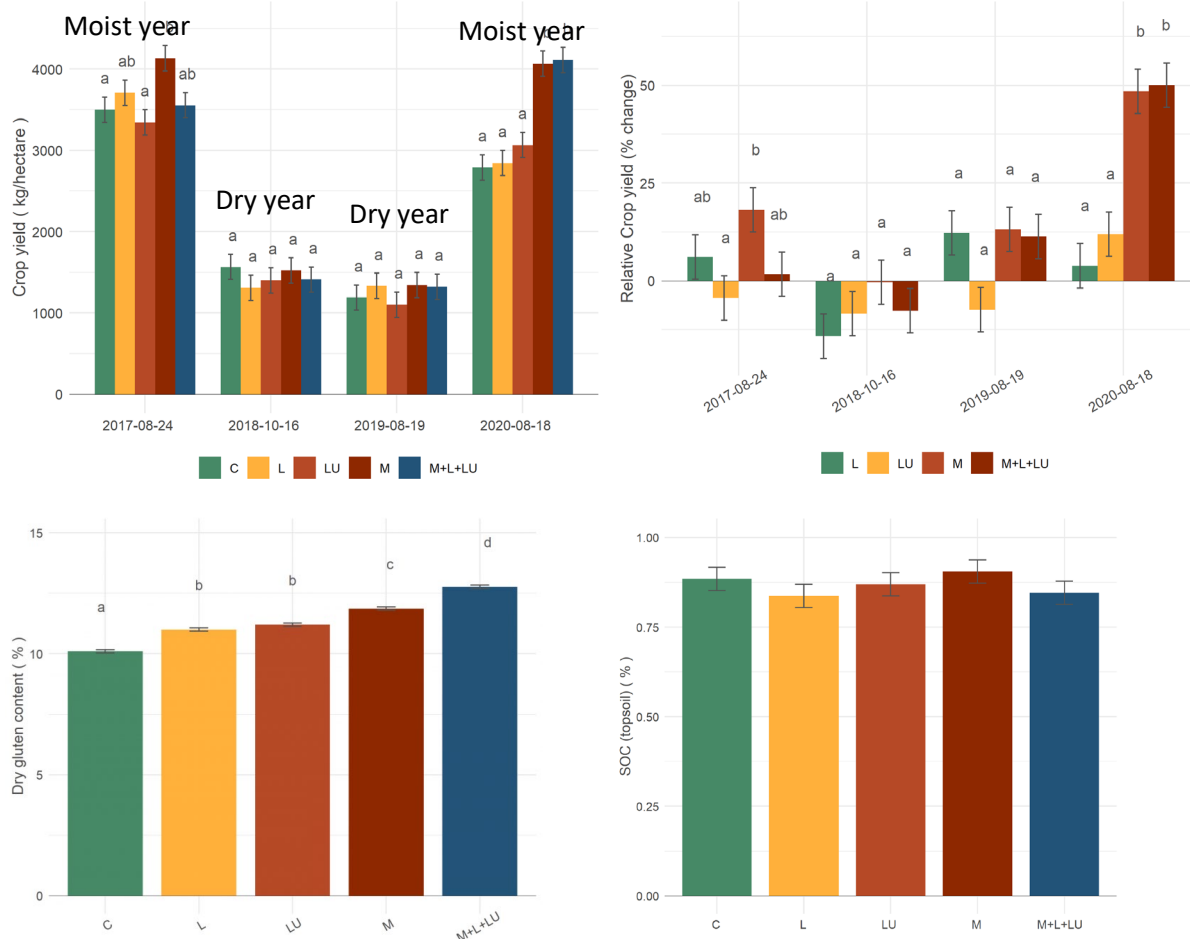 Moist year
Moist year
Dry year
Dry year
Crop yield ( kg/hectare )
4000
3000
2000
1000
0
a ab a b ab
a a a a a
a a a a a
a a a b b
2017-08-24 2018-10-16 2019-08-19 2020-08-18
C L LU M M+L+LU
Relative Crop yield (% change)
50
25
0
ab a b ab
a a a a
a a a a
a a b b
2017-08-24 2018-10-16 2019-08-19 2020-08-18
L LU M M+L+LU
Dry gluten content ( % )
15
10
5
0
a b b c d
C L LU M M+L+LU
SOC (topsoil) ( % )
1.00
0.75
0.50
0.25
0.00
C L LU M M+L+LU